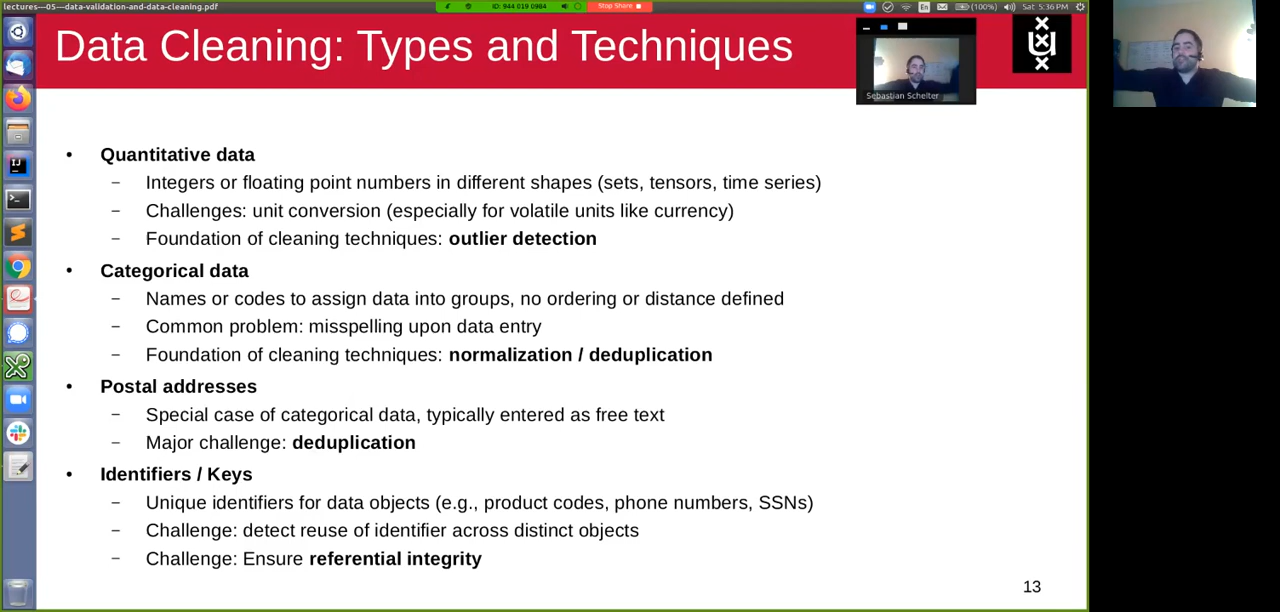 lectures---05---data-validation-and-data-cleaning.pdf
ID: 944 019 0984
Stop Share
En
(100%)
Sat 5:36 PM
Data Cleaning: Types and Techniques
Sebastian Schelter
• Quantitative data
– Integers or floating point numbers in different shapes (sets, tensors, time series)
– Challenges: unit conversion (especially for volatile units like currency)
– Foundation of cleaning techniques: outlier detection
• Categorical data
– Names or codes to assign data into groups, no ordering or distance defined
– Common problem: misspelling upon data entry
– Foundation of cleaning techniques: normalization / deduplication
• Postal addresses
– Special case of categorical data, typically entered as free text
– Major challenge: deduplication
• Identifiers / Keys
– Unique identifiers for data objects (e.g., product codes, phone numbers, SSNs)
– Challenge: detect reuse of identifier across distinct objects
– Challenge: Ensure referential integrity
13